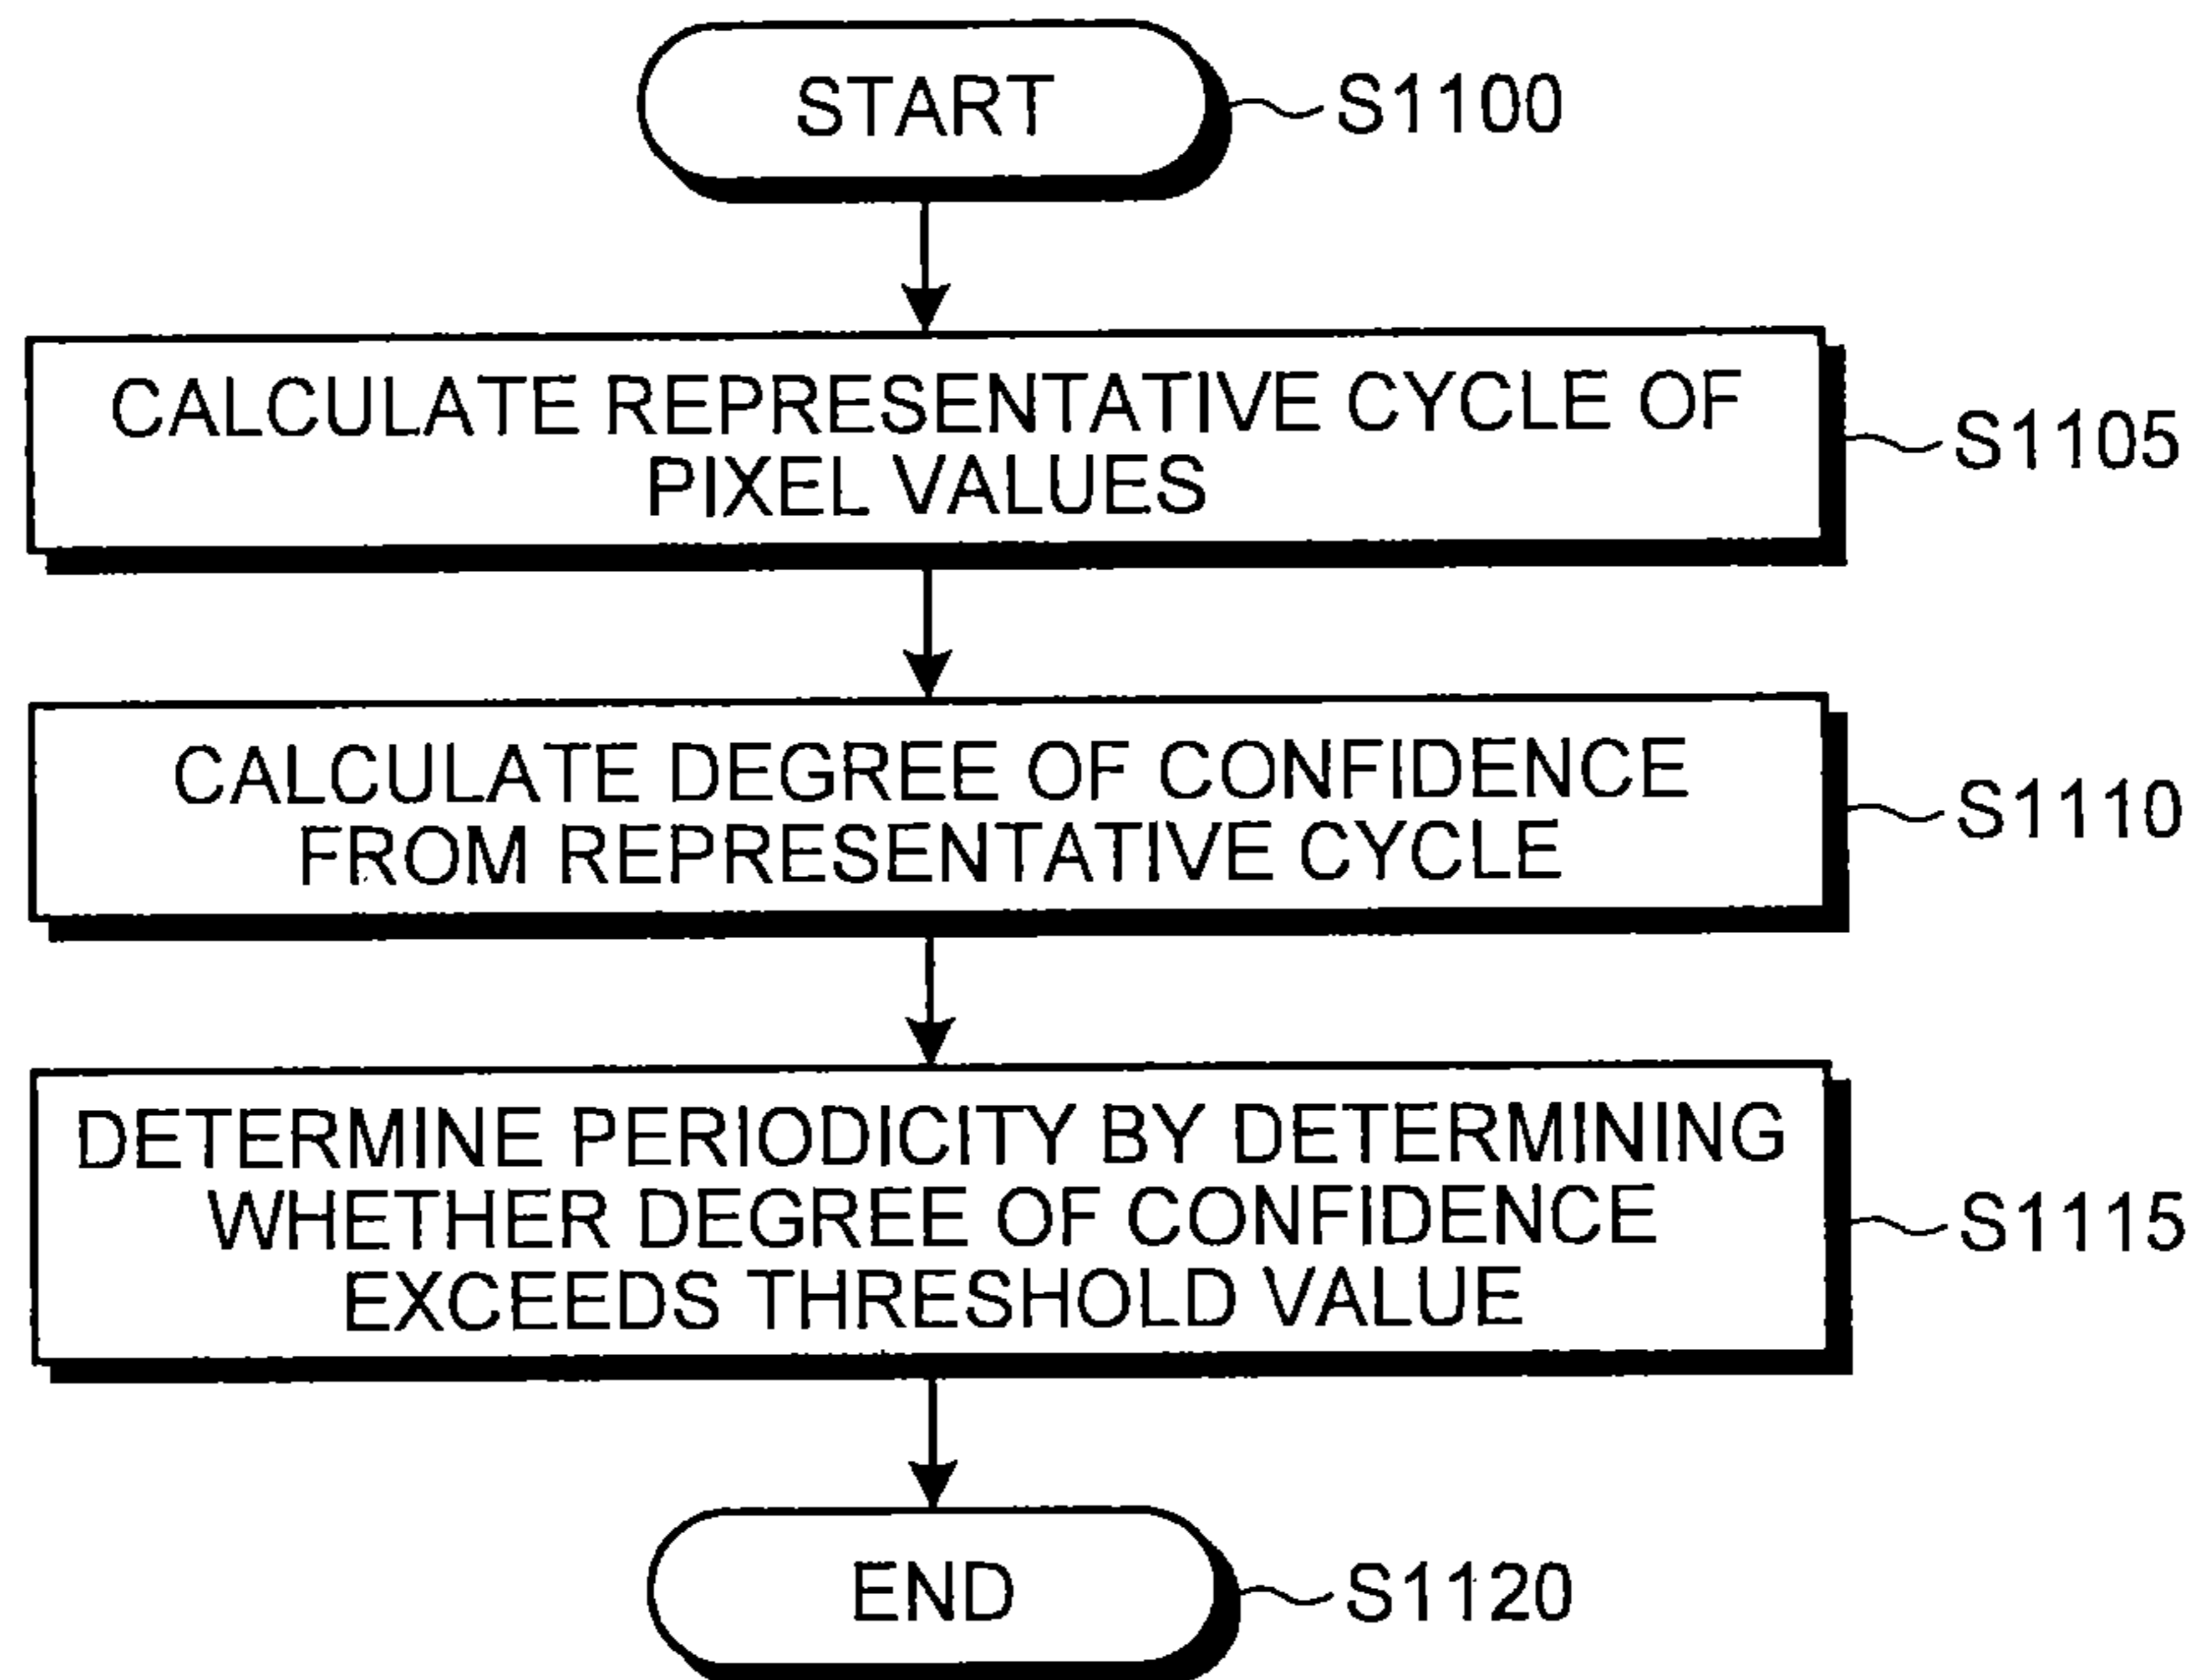 START
S1100
CALCULATE REPRESENTATIVE CYCLE OF
PIXEL VALUES
S1105
CALCULATE DEGREE OF CONFIDENCE
FROM REPRESENTATIVE CYCLE
S1110
DETERMINE PERIODICITY BY DETERMINING
WHETHER DEGREE OF CONFIDENCE
EXCEEDS THRESHOLD VALUE
S1115
END
S1120